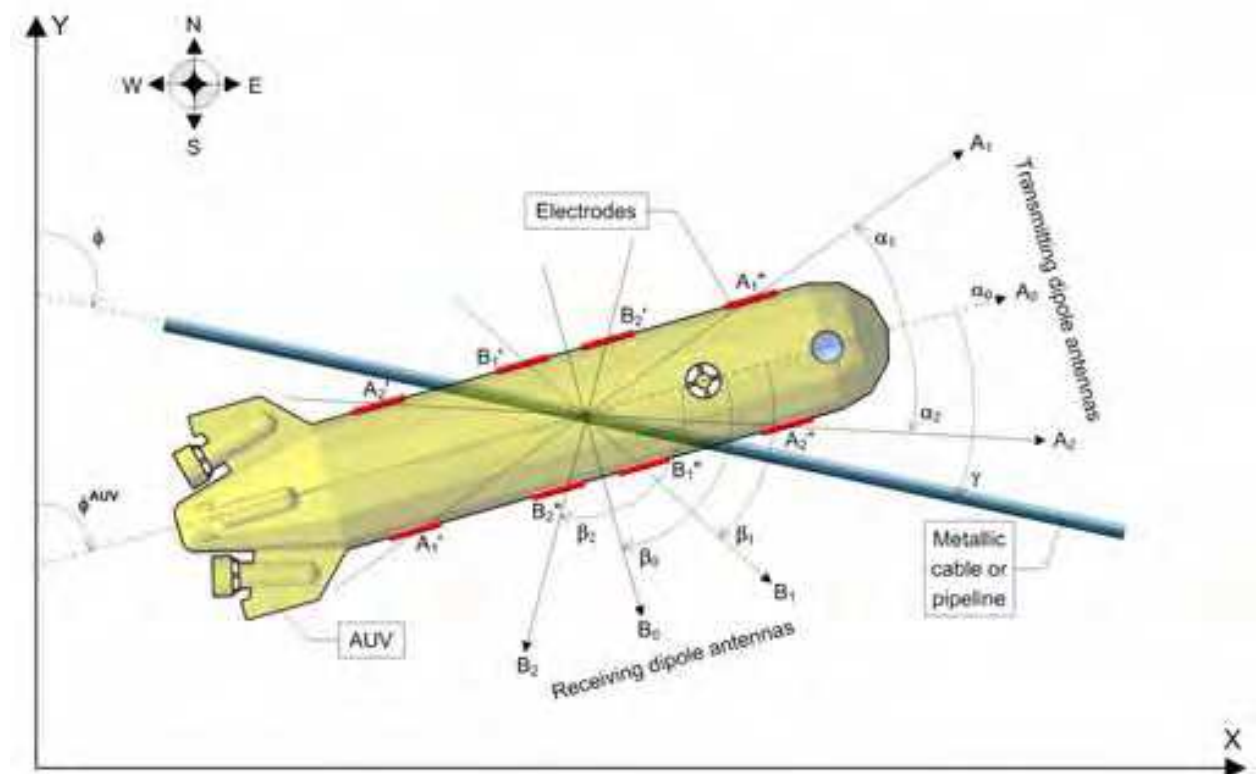 Y
N
W
E
S
A₁
Transmitting dipole antennas
Electrodes
ϕ
α₁
A₁"
α₀
A₀
B₂'
B₁'
A₂'
α₂
A₂
A₂"
B₁"
γ
ϕᴬᵁⱽ
B₂"
β₂
A₁'
β₀
β₁
Metallic
cable or
pipeline
B₁
B₀
AUV
B₂
Receiving dipole antennas
X